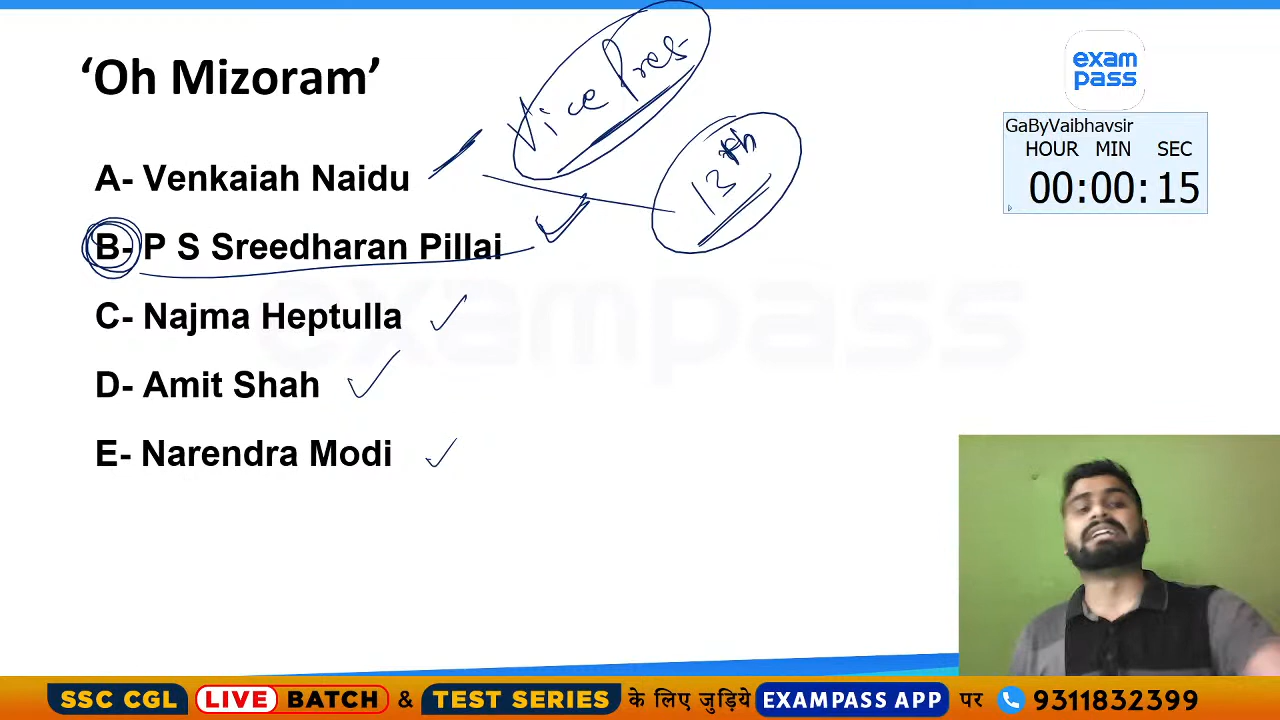 ‘Oh Mizoram’
Vice Pres-
13th
exam
pass
GaByVaibhavsir
HOUR MIN SEC
00:00:15
A- Venkaiah Naidu
B- P S Sreedharan Pillai
C- Najma Heptulla
D- Amit Shah
E- Narendra Modi
exampass
SSC CGL LIVE BATCH & TEST SERIES के लिए जुड़िये EXAMPASS APP पर 9311832399